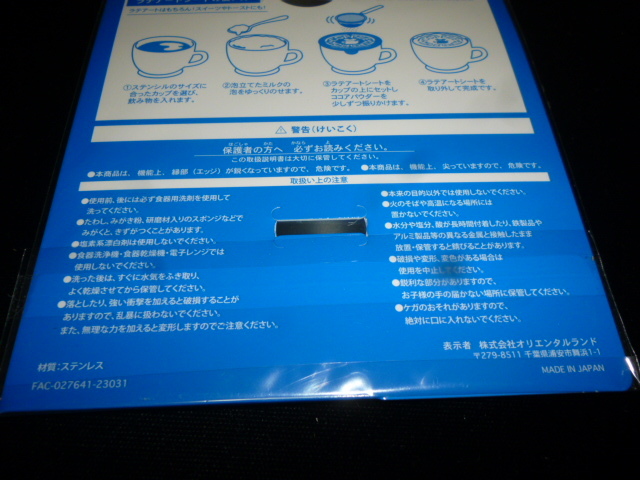 ラテアートはもちろん・スイーツやトーストにも!
①ステンシルのサイズに
合ったカップを選び、
飲み物を入れます。
②泡立てたミルクの
泡をゆっくりのせます。
③ラテアートシートを
カップの上にセットし
ココアパウダーを
少しずつ振りかけます。
④ラテアートシートを
取り外して完成です。
⚠ 警告(けいこく)
保護者の方へ 必ずお読みください。
この取扱説明書は大切に保管してください。
●本商品は、機能上、縁部(エッジ)が鋭くなっていますので、危険です。 ●本商品は、機能上、尖っていますので、危険です。
取扱い上の注意
●使用前、後には必ず食器用洗剤を使用して
洗ってください。
●たわし、みがき粉、研磨材入りのスポンジなどで
みがくと、きずがつくことがあります。
●塩素系漂白剤は使用しないでください。
●食器洗浄機・食器乾燥機・電子レンジでは
使用しないでください。
●洗った後は、すぐに水気をふき取り、
よく乾燥させてから保管してください。
●落としたり、強い衝撃を加えると破損することが
ありますので、乱暴に扱わないでください。
また、無理な力を加えると変形しますのでご注意ください。
●本来の目的以外では使用しないでください。
●火のそばや高温になる場所には
置かないでください。
●水分や塩分、酸が長時間付着したり、鉄製品や
アルミ製品等の異なる金属と接触したまま
放置・保管すると錆びることがあります。
●破損や変形、変色がある場合は
使用を中止してください。
●鋭利な部分がありますので、
お子様の手の届かない場所に保管してください。
●ケガのおそれがありますので、
絶対に口に入れないでください。
材質:ステンレス
FAC-027641-23031
表示者 株式会社オリエンタルランド
〒279-8511 千葉県浦安市舞浜1-1
MADE IN JAPAN